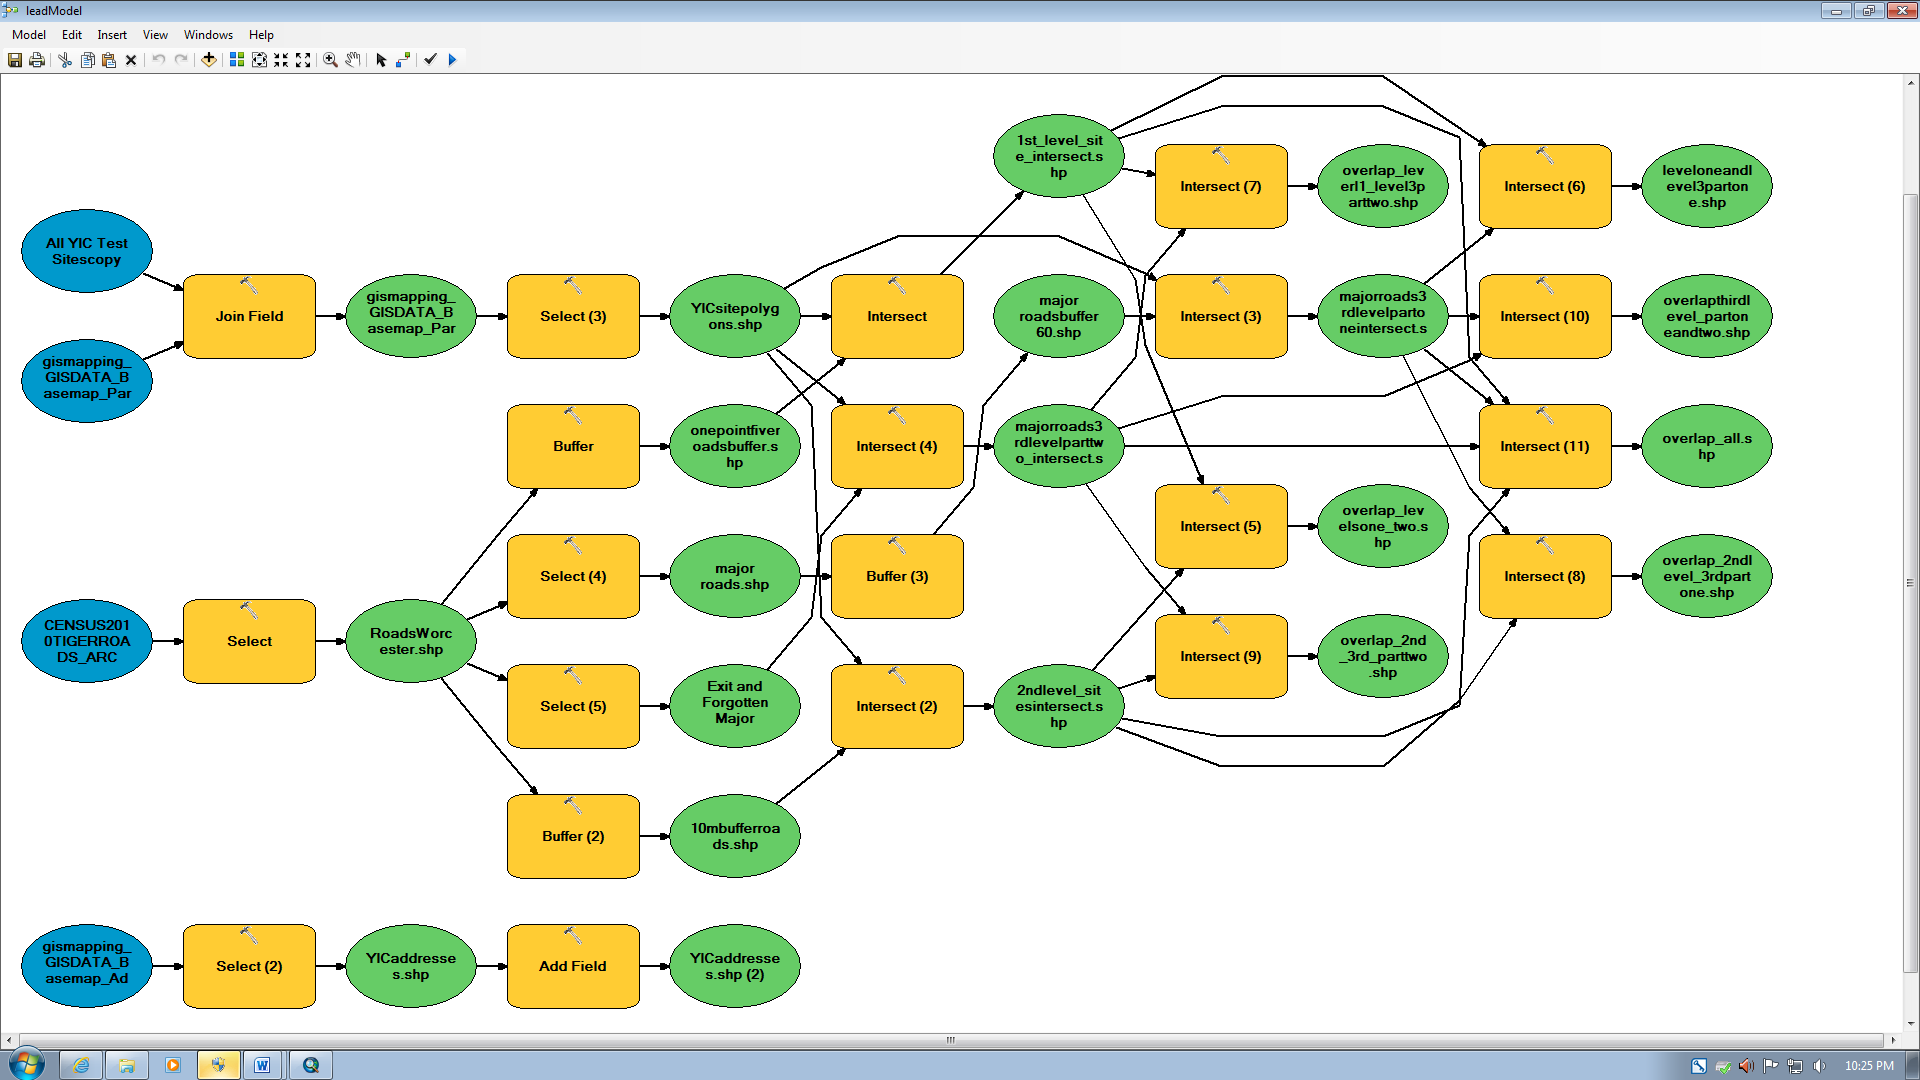 leadModel
Model Edit Insert View Windows Help
1st_level_sit
e_intersect.s
hp
Intersect (7)
overlap_lev
erl1_level3p
arttwo.shp
Intersect (6)
leveloneandl
evel3parton
e.shp
All YIC Test
Sitescopy
Join Field
gismapping_
GISDATA_B
asemap_Par
Select (3)
YICsitepolyg
ons.shp
Intersect
major
roadsbuffer
60.shp
Intersect (3)
majorroads3
rdlevelparto
neintersect.s
Intersect (10)
overlapthirdl
evel_parton
eandtwo.shp
gismapping_
GISDATA_B
asemap_Par
Buffer
onepointfiver
oadsbuffer.s
hp
Intersect (4)
majorroads3
rdlevelparttw
o_intersect.s
Intersect (11)
overlap_all.s
hp
Intersect (5)
overlap_lev
elsone_two.s
hp
Select (4)
major
roads.shp
Buffer (3)
Intersect (8)
overlap_2ndl
evel_3rdpart
one.shp
CENSUS201
0TIGERROA
DS_ARC
Select
RoadsWorc
ester.shp
Intersect (9)
overlap_2nd
_3rd_parttwo
.shp
Select (5)
Exit and
Forgotten
Major
Intersect (2)
2ndlevel_sit
esintersect.s
hp
Buffer (2)
10mbufferroa
ds.shp
gismapping_
GISDATA_B
asemap_Ad
Select (2)
YICaddresse
s.shp
Add Field
YICaddresse
s.shp (2)
10:25 PM